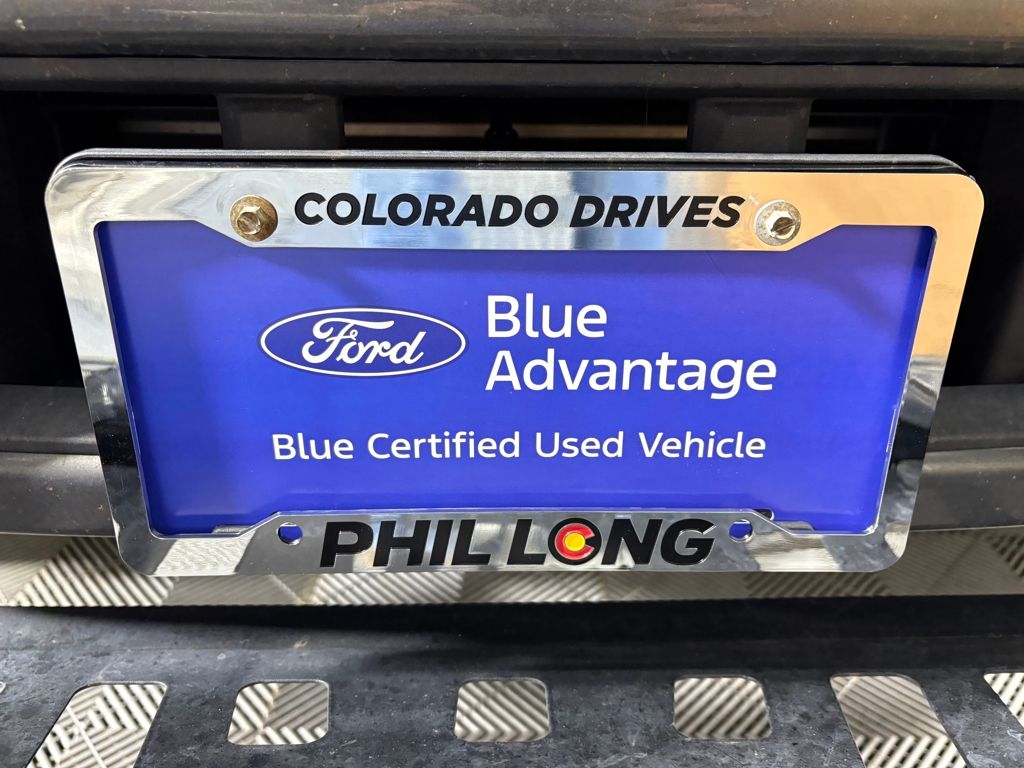 COLORADO DRIVES
Ford
Blue
Advantage
Blue Certified Used Vehicle
PHIL LONG